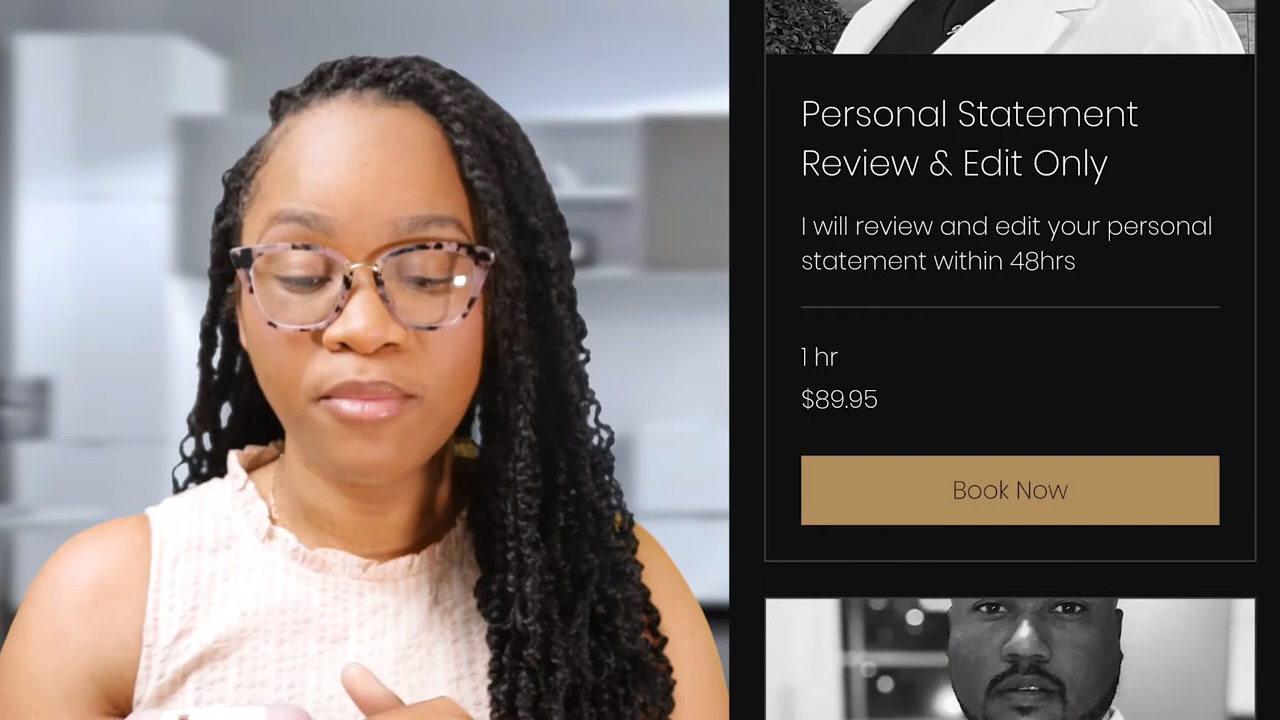 Personal Statement
Review & Edit Only
I will review and edit your personal
statement within 48hrs
1 hr
$89.95
Book Now